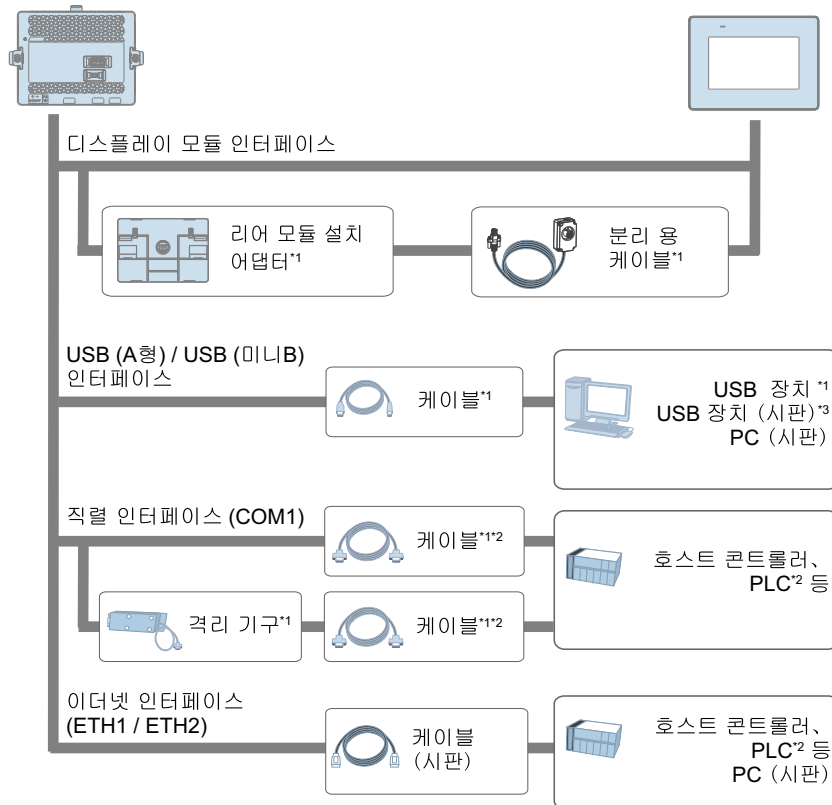 디스플레이 모듈 인터페이스
리어 모듈 설치
어댑터*1
분리 용
케이블*1
USB (A형) / USB (미니B)
인터페이스
케이블*1
USB 장치 *1
USB 장치 (시판)*3
PC (시판)
직렬 인터페이스 (COM1)
케이블*1*2
호스트 콘트롤러、
PLC*2 등
격리 기구*1
케이블*1*2
이더넷 인터페이스
(ETH1 / ETH2)
케이블
(시판)
호스트 콘트롤러、
PLC*2 등
PC (시판)